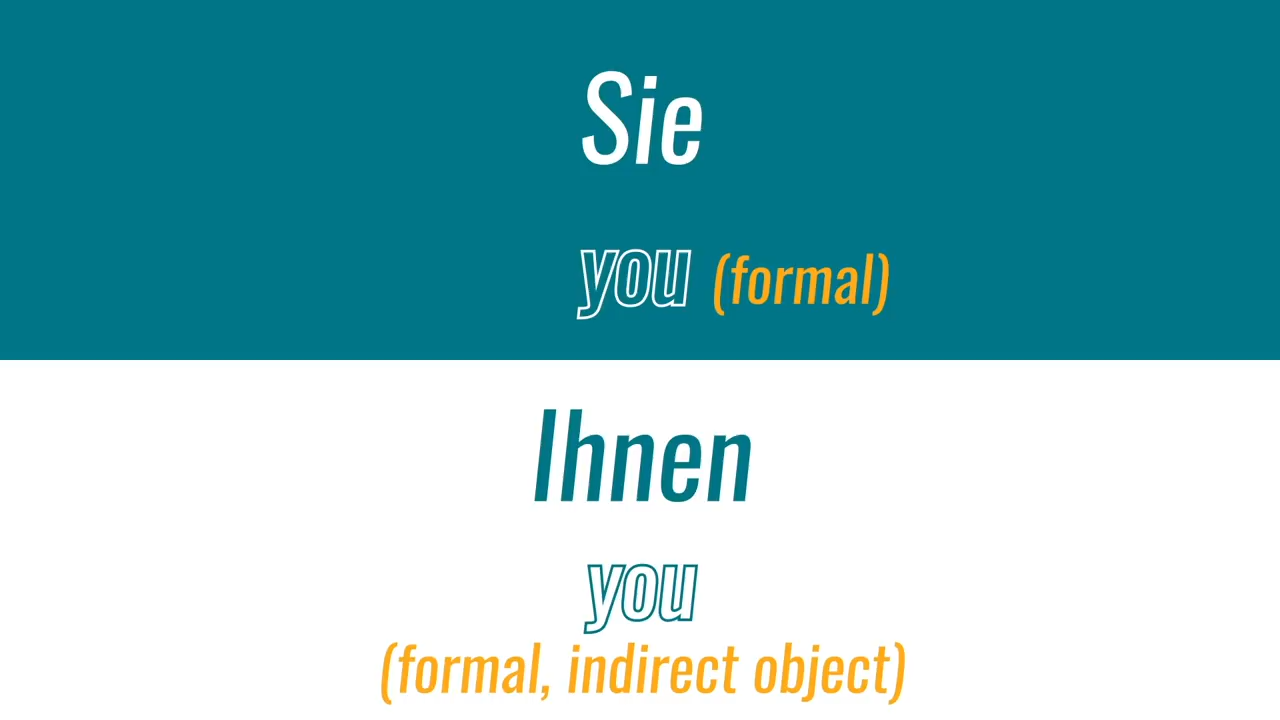 Sie
you (formal)
Ihnen
you
(formal, indirect object)